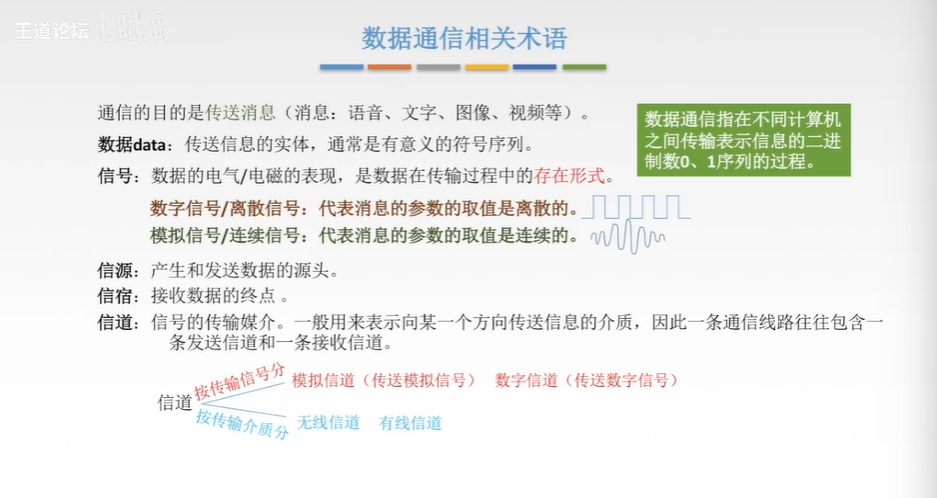 王道论坛
数据通信相关术语
通信的目的是传送消息（消息：语音、文字、图像、视频等）。
数据通信指在不同计算机
之间传输表示信息的二进
制数0、1序列的过程。
数据data：传送信息的实体，通常是有意义的符号序列。
信号：数据的电气/电磁的表现，是数据在传输过程中的存在形式。
数字信号/离散信号：代表消息的参数的取值是离散的。
模拟信号/连续信号：代表消息的参数的取值是连续的。
信源：产生和发送数据的源头。
信宿：接收数据的终点 。
信道：信号的传输媒介。一般用来表示向某一个方向传送信息的介质，因此一条通信线路往往包含一
条发送信道和一条接收信道。
按传输信号分
模拟信道（传送模拟信号） 数字信道（传送数字信号）
信道
按传输介质分
无线信道 有线信道